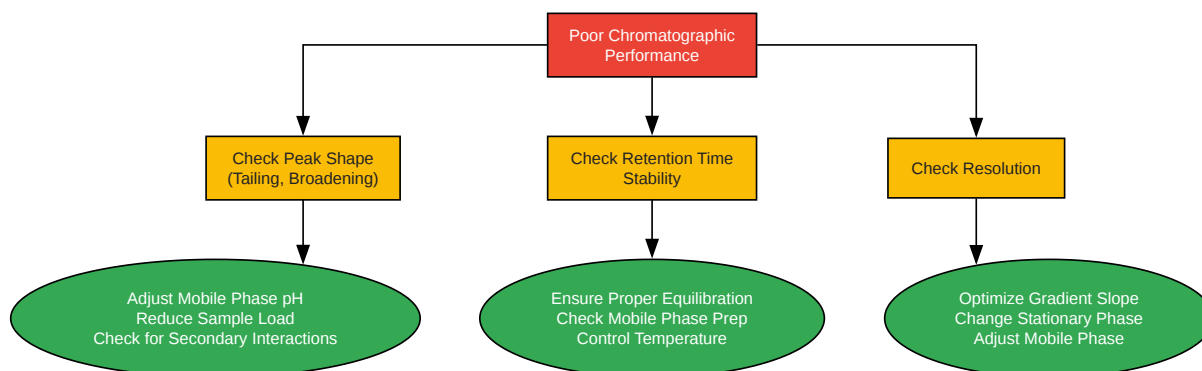 Poor Chromatographic
Performance
Check Peak Shape
(Tailing, Broadening)
Check Retention Time
Stability
Check Resolution
Adjust Mobile Phase pH
Reduce Sample Load
Check for Secondary Interactions
Ensure Proper Equilibration
Check Mobile Phase Prep
Control Temperature
Optimize Gradient Slope
Change Stationary Phase
Adjust Mobile Phase